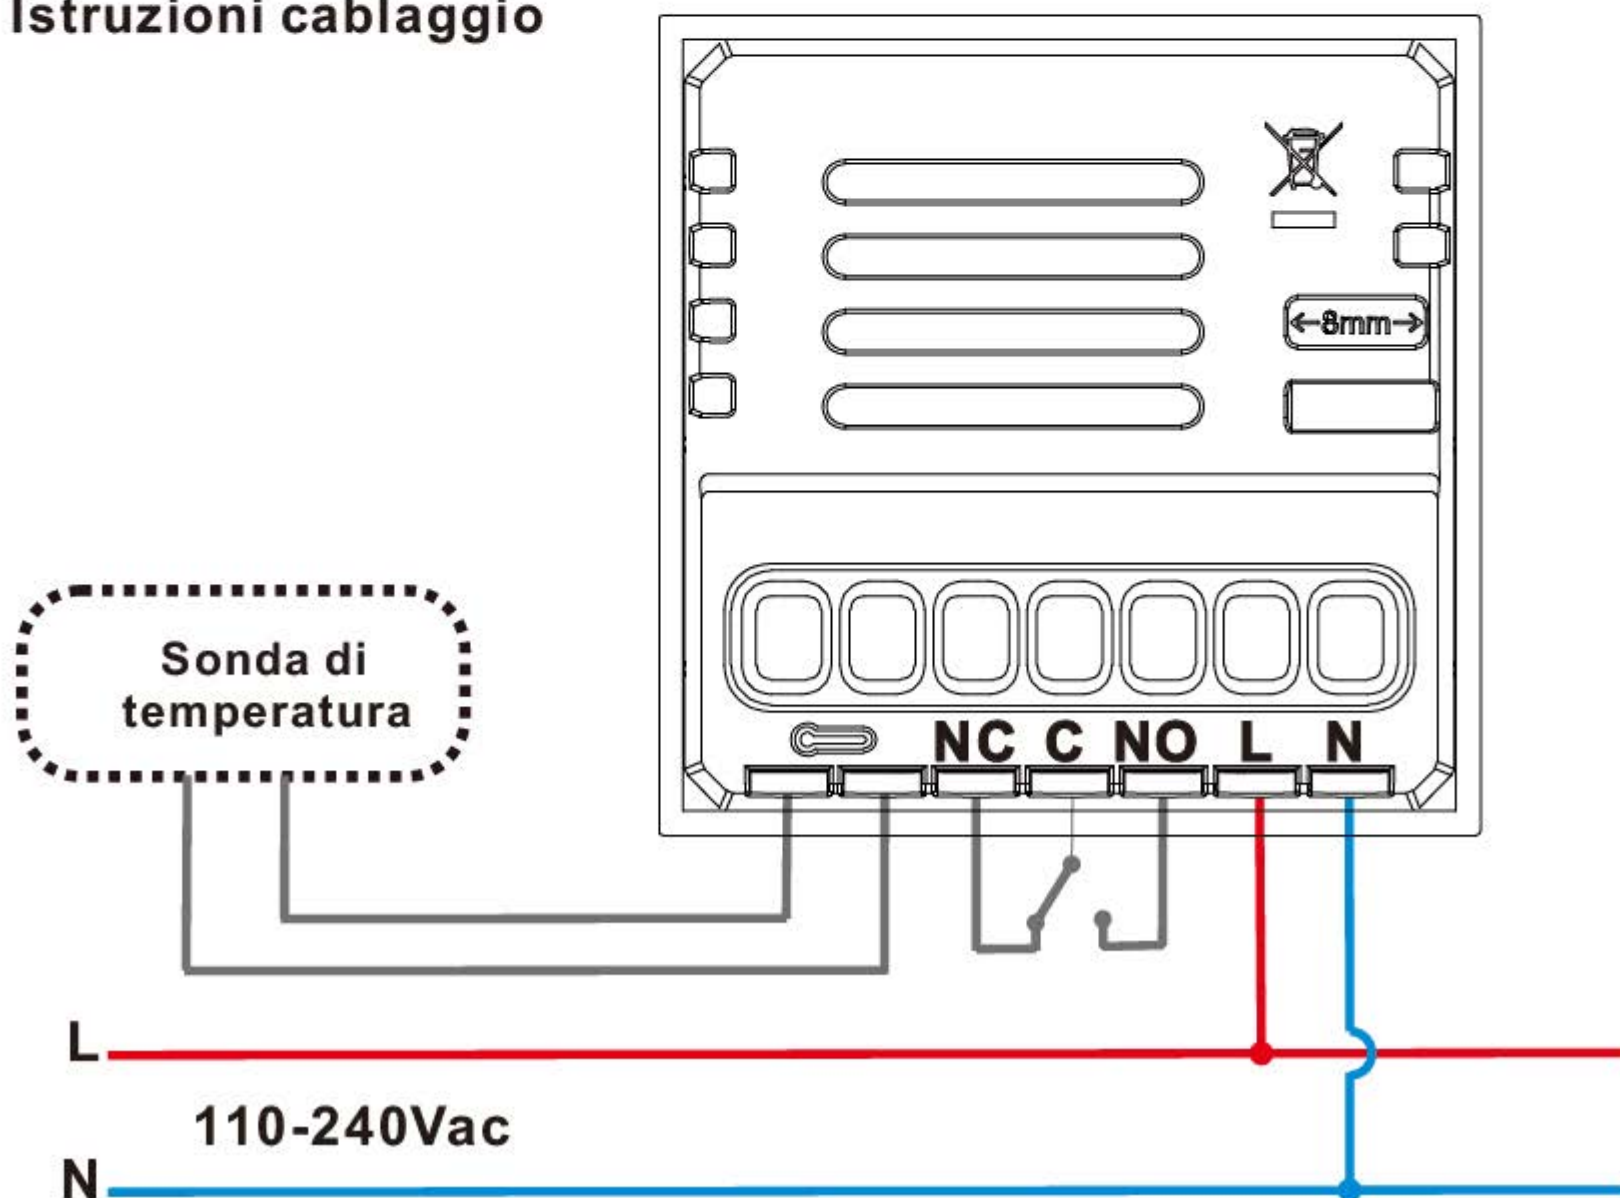 Istruzioni cablaggio
8mm
Sonda di
temperatura
NC C NO L N
L
110-240Vac
N